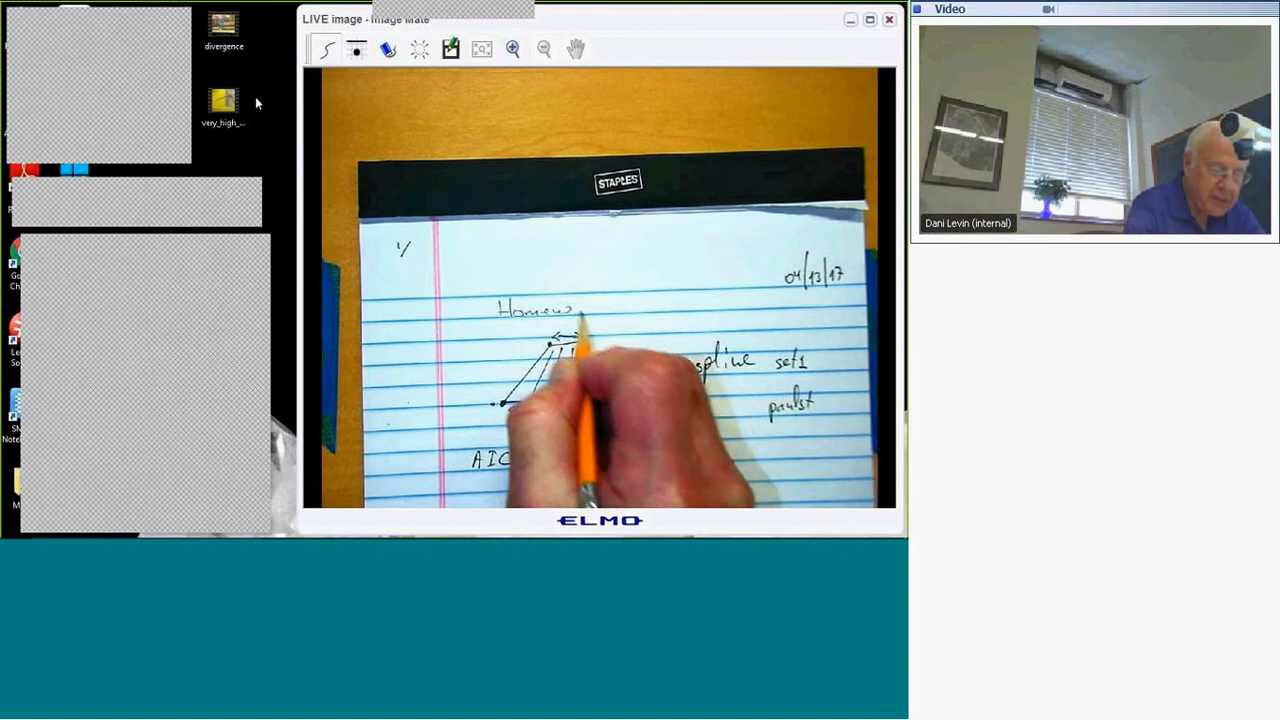 LIVE image - Image Mate
Video
divergence
very_high_...
STAPLES
Dani Levin (internal)
1/
04/13/17
Homew
spline set1
AIC
ELMO